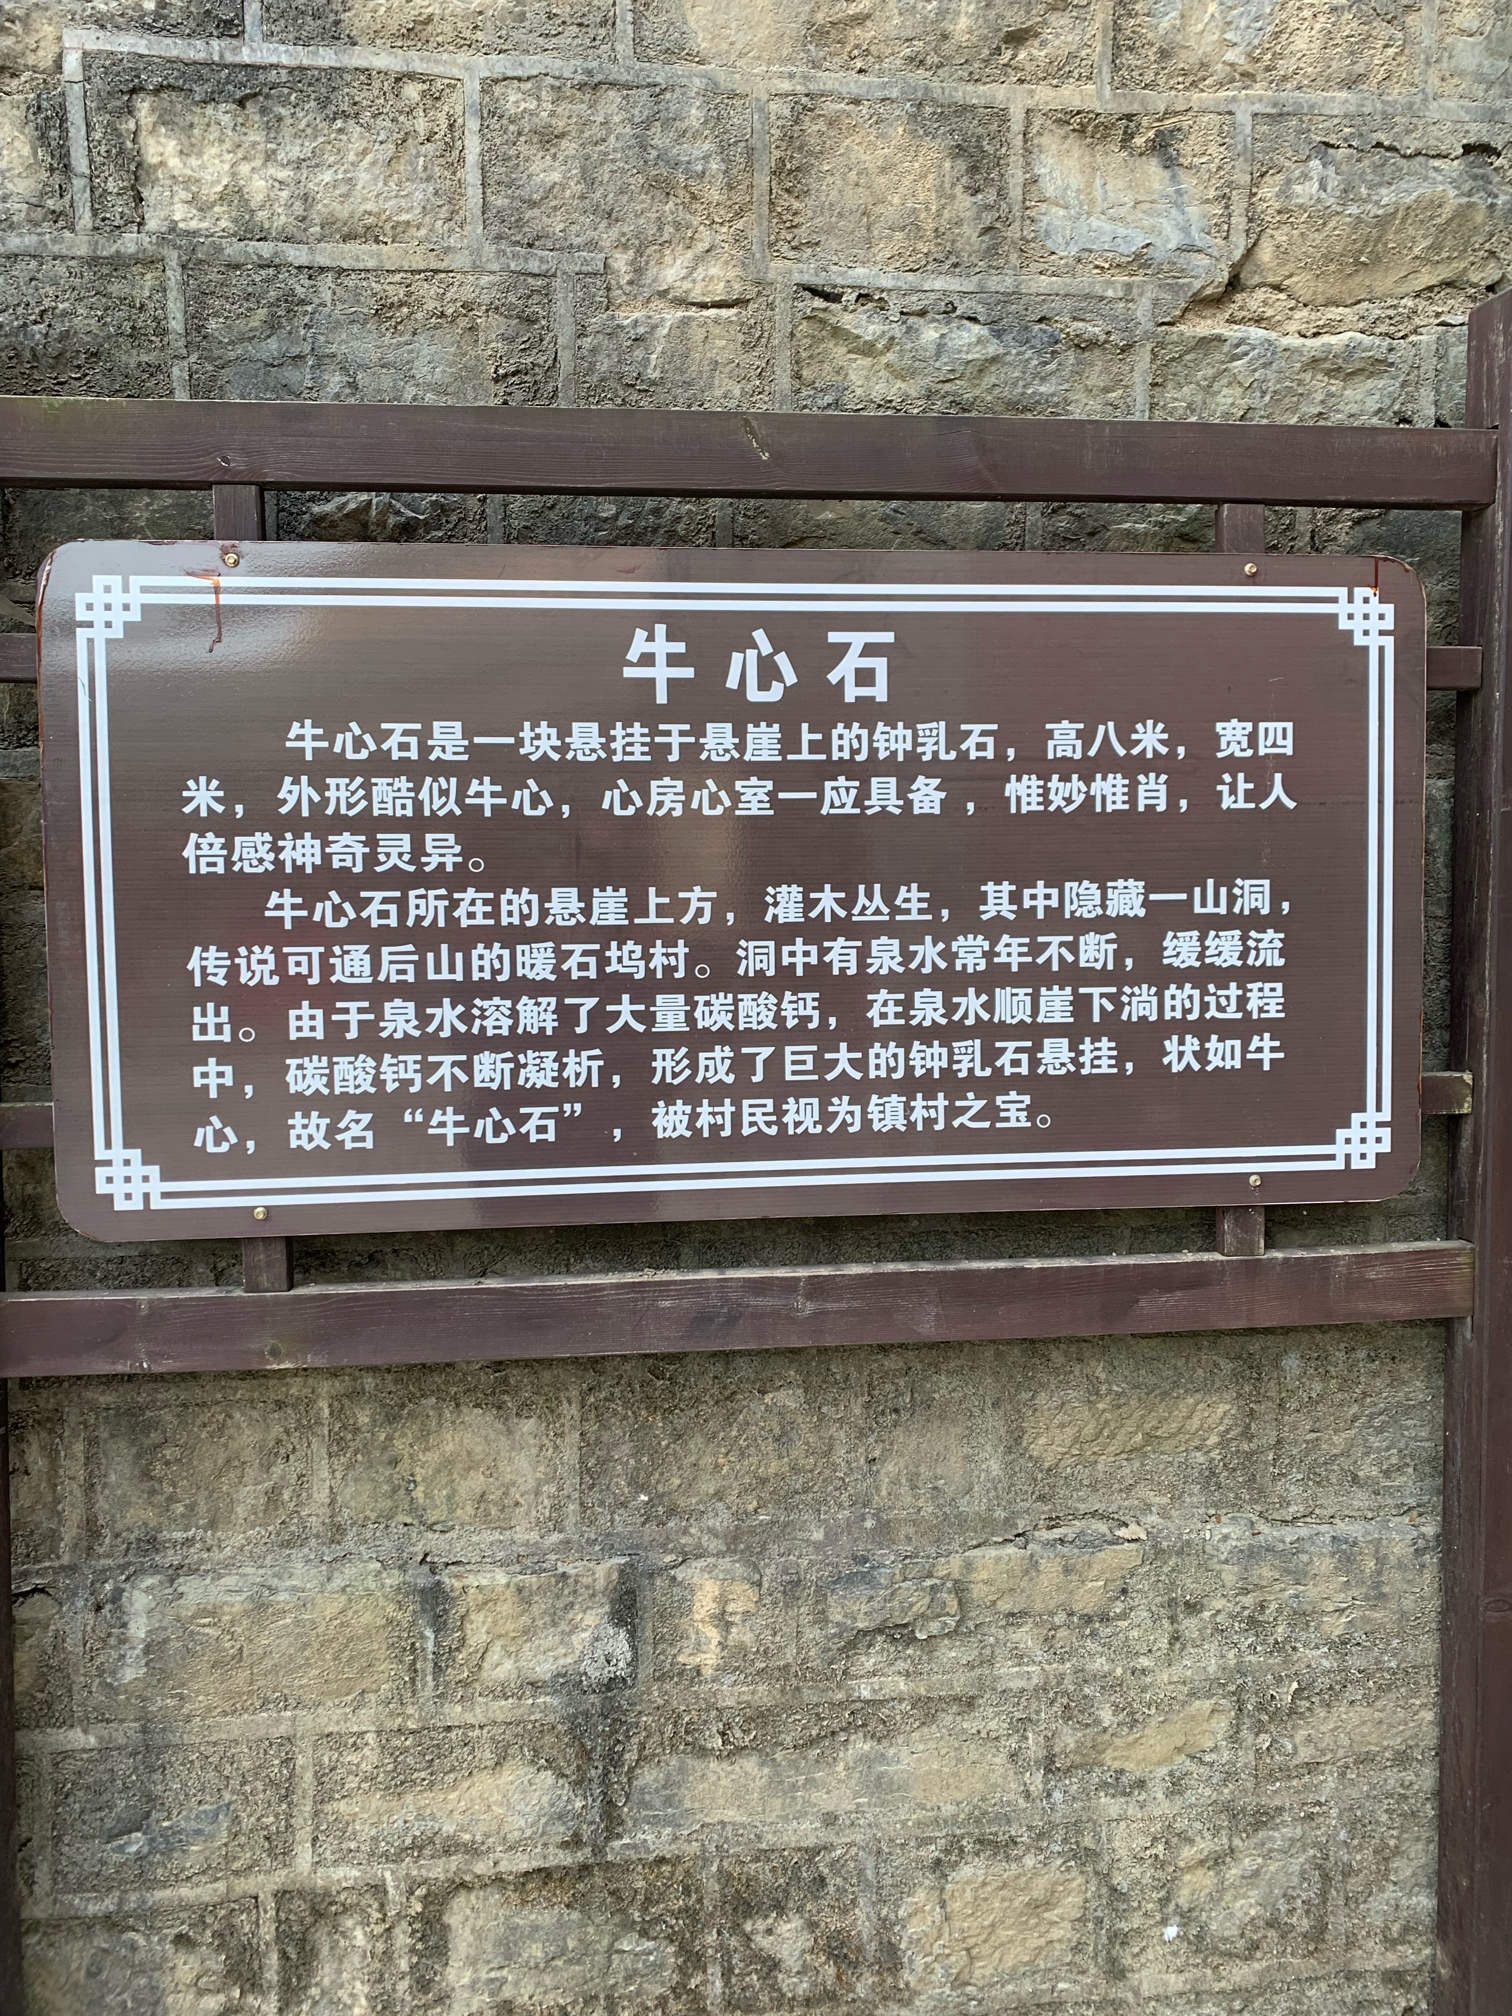 牛心石
牛心石是一块悬挂于悬崖上的钟乳石，高八米，宽四
米，外形酷似牛心，心房心室一应具备，惟妙惟肖，让人
倍感神奇灵异。
牛心石所在的悬崖上方，灌木丛生，其中隐藏一山洞，
传说可通后山的暖石坞村。洞中有泉水常年不断，缓缓流
出。由于泉水溶解了大量碳酸钙，在泉水顺崖下淌的过程
中，碳酸钙不断凝析，形成了巨大的钟乳石悬挂，状如牛
心，故名“牛心石”，被村民视为镇村之宝。